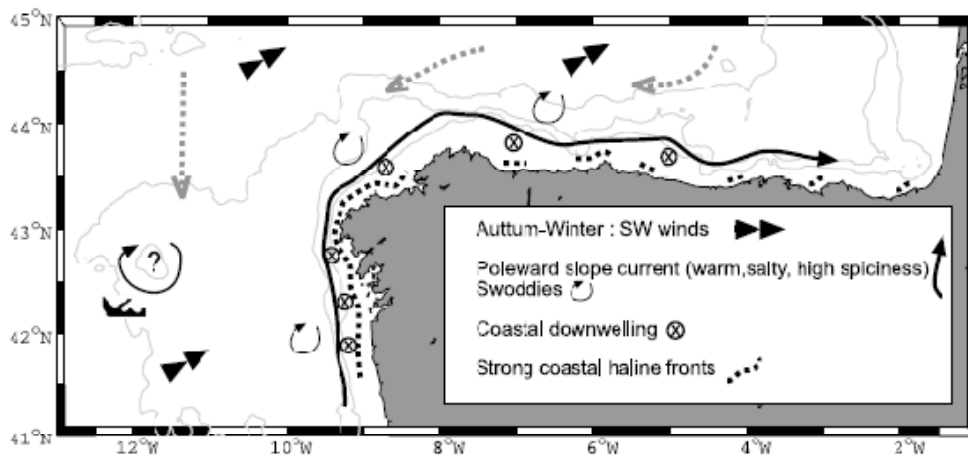 45°N
44°N
43°N
?
42°N
41°N
Auttum-Winter : SW winds
Poleward slope current (warm,salty, high spiciness)
Swoddies
Coastal downwelling
Strong coastal haline fronts
12°W 10°W 8°W 6°W 4°W 2°W